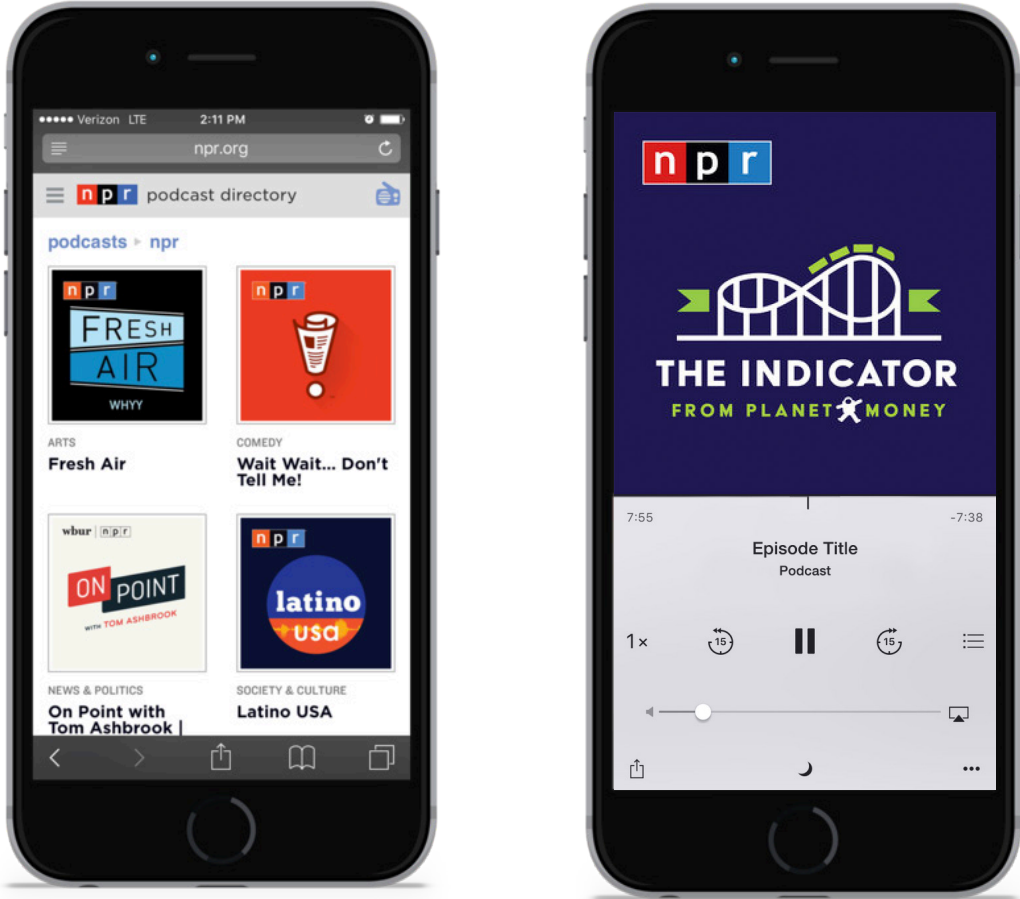 Verizon LTE 2:11 PM
npr.org
npr podcast directory
podcasts ▸ npr
npr
FRESH
AIR
WHYY
npr
ARTS
Fresh Air
COMEDY
Wait Wait... Don't
Tell Me!
wbur | npr
ON POINT
WITH TOM ASHBROOK
npr
latino
usa
NEWS & POLITICS
On Point with
Tom Ashbrook |
SOCIETY & CULTURE
Latino USA
npr
THE INDICATOR
FROM PLANET MONEY
7:55 -7:38
Episode Title
Podcast
1× 15 15